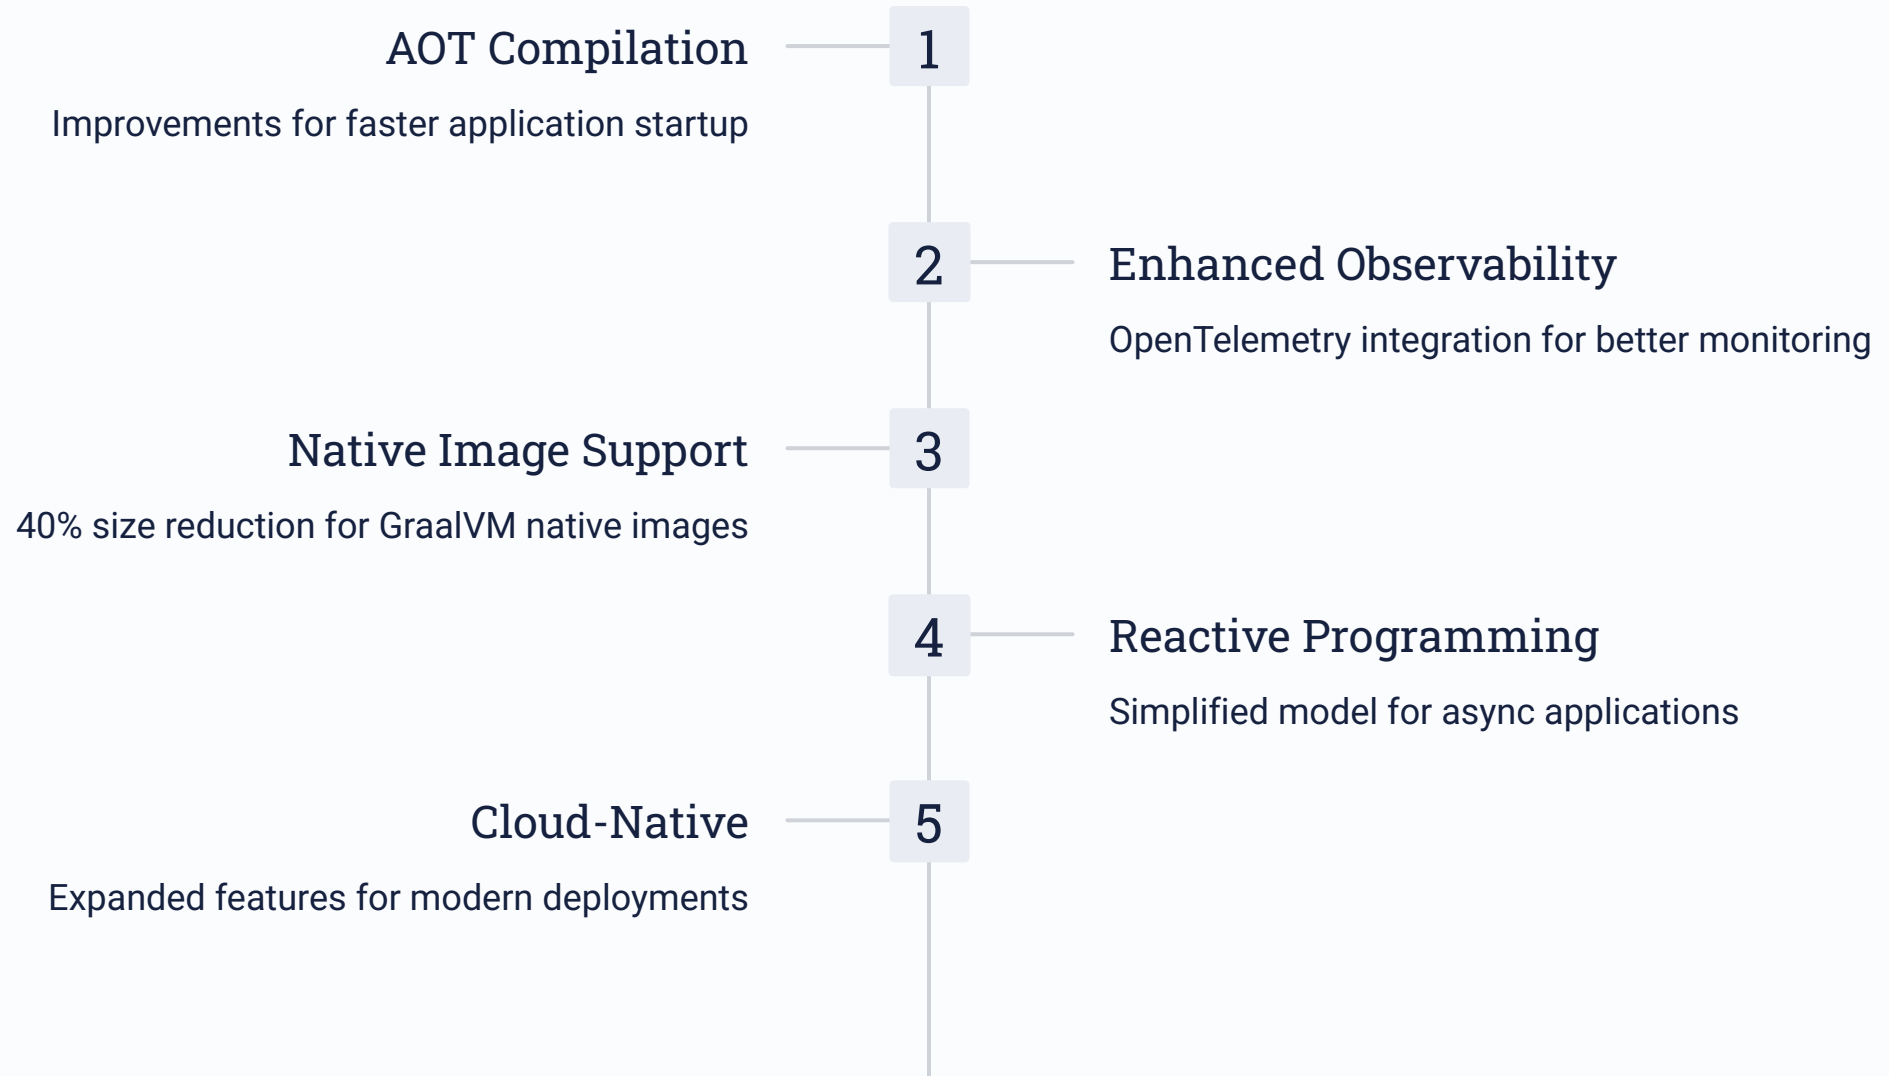 AOT Compilation
1
Improvements for faster application startup
2
Enhanced Observability
OpenTelemetry integration for better monitoring
Native Image Support
3
40% size reduction for GraalVM native images
4
Reactive Programming
Simplified model for async applications
Cloud-Native
5
Expanded features for modern deployments